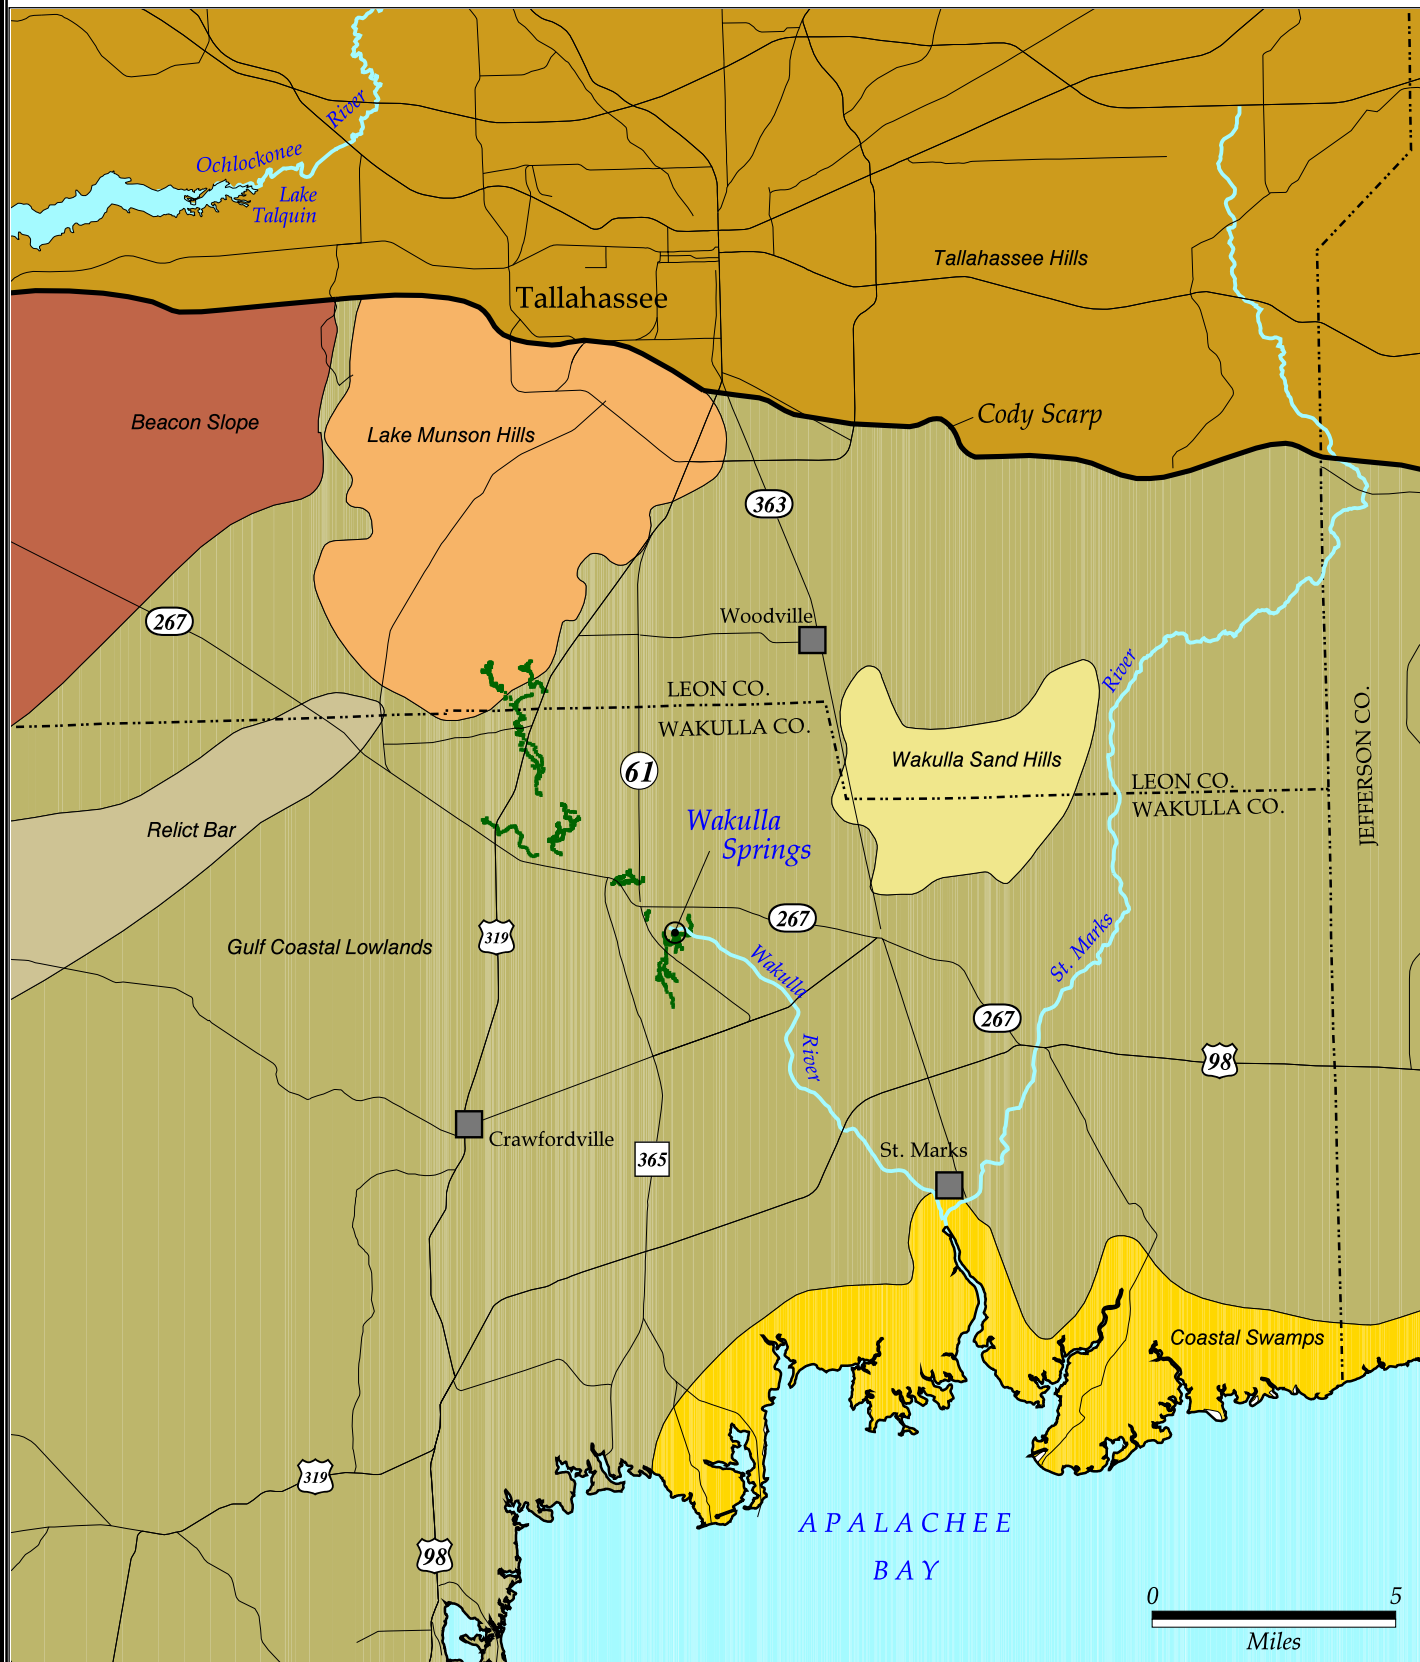 River
Ochlockonee
Lake
Talquin
Tallahassee Hills
Tallahassee
Cody Scarp
Beacon Slope
Lake Munson Hills
363
267
Woodville
River
LEON CO.
WAKULLA CO.
JEFFERSON CO.
61
Wakulla Sand Hills
LEON CO.
WAKULLA CO.
Relict Bar
Wakulla
Springs
267
319
Gulf Coastal Lowlands
Wakulla
St. Marks
267
River
98
Crawfordville
365
St. Marks
Coastal Swamps
319
APALACHEE
BAY
98
0 5
Miles